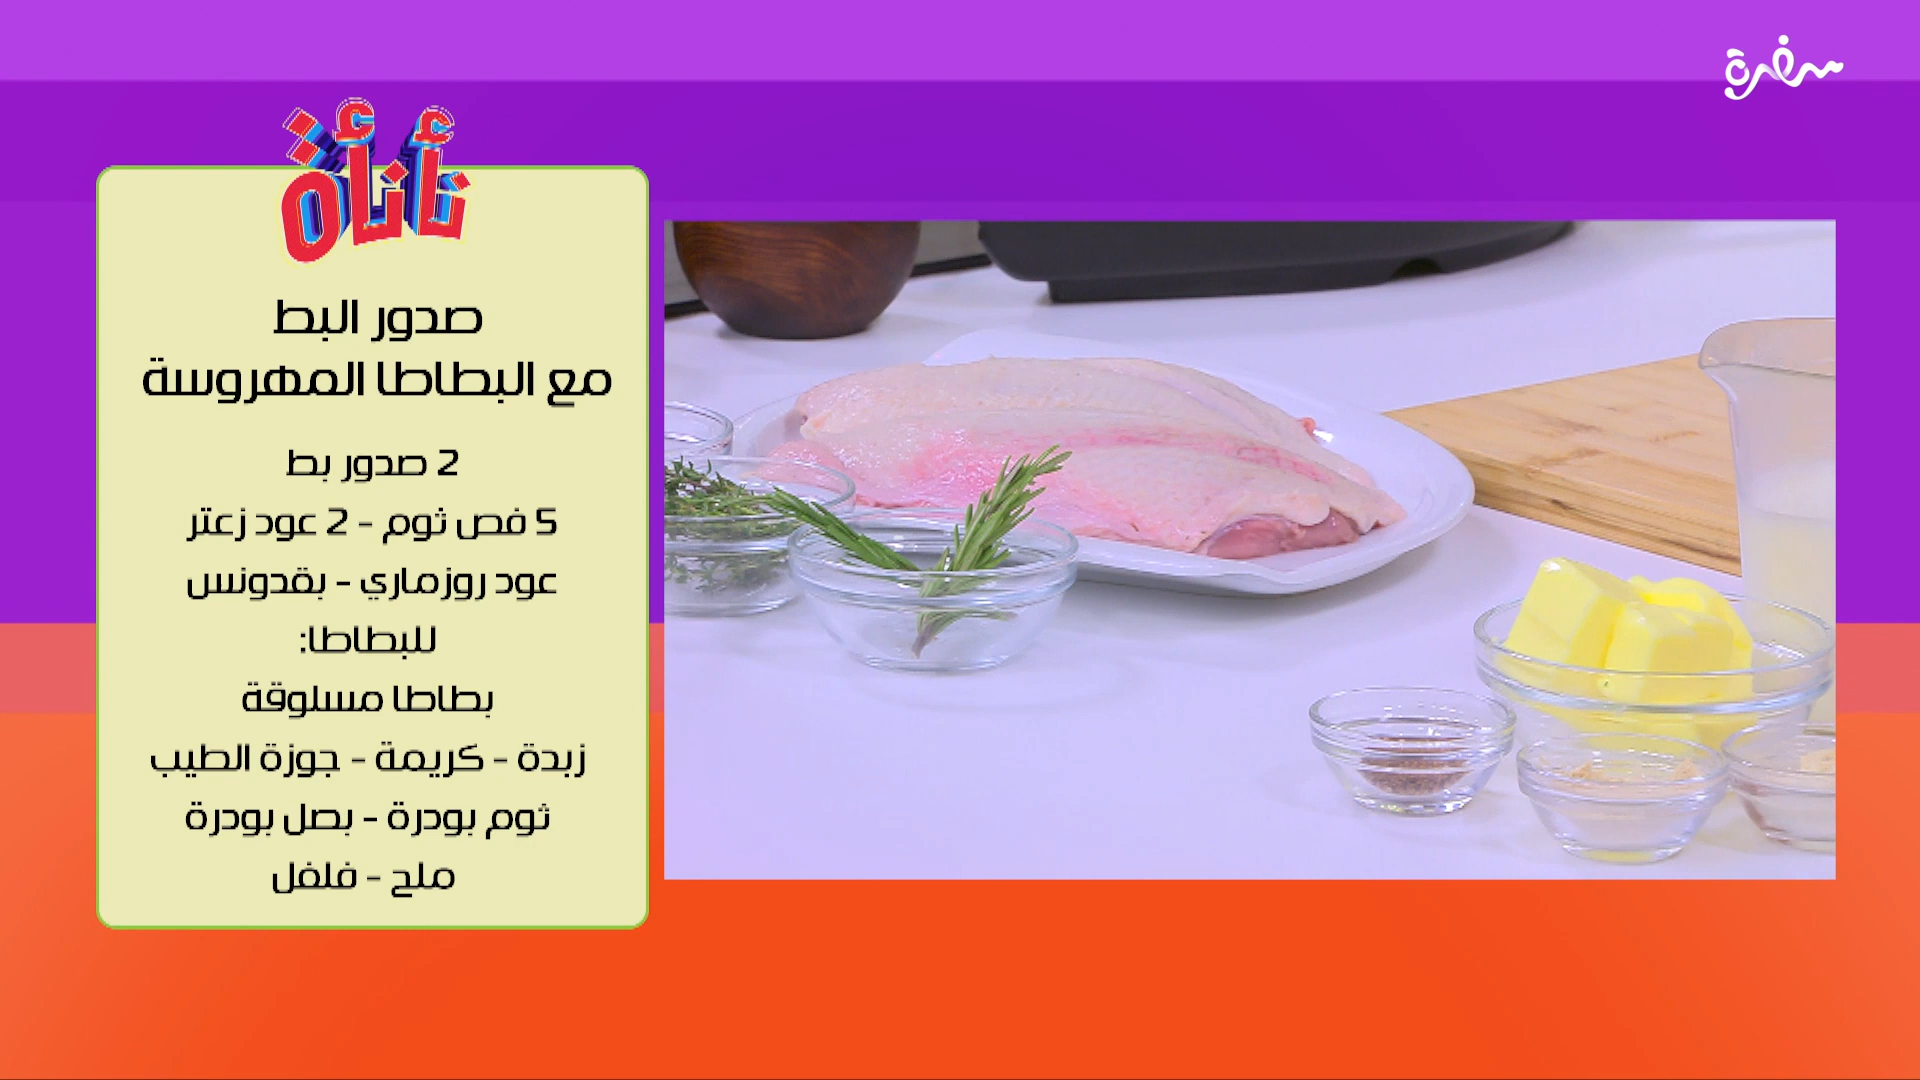 سفرة
نأنأة
صدور البط
مع البطاطا المهروسة
2 صدور بط
5 فص ثوم - 2 عود زعتر
عود روزماري - بقدونس
للبطاطا:
بطاطا مسلوقة
زبدة - كريمة - جوزة الطيب
ثوم بودرة - بصل بودرة
ملح - فلفل